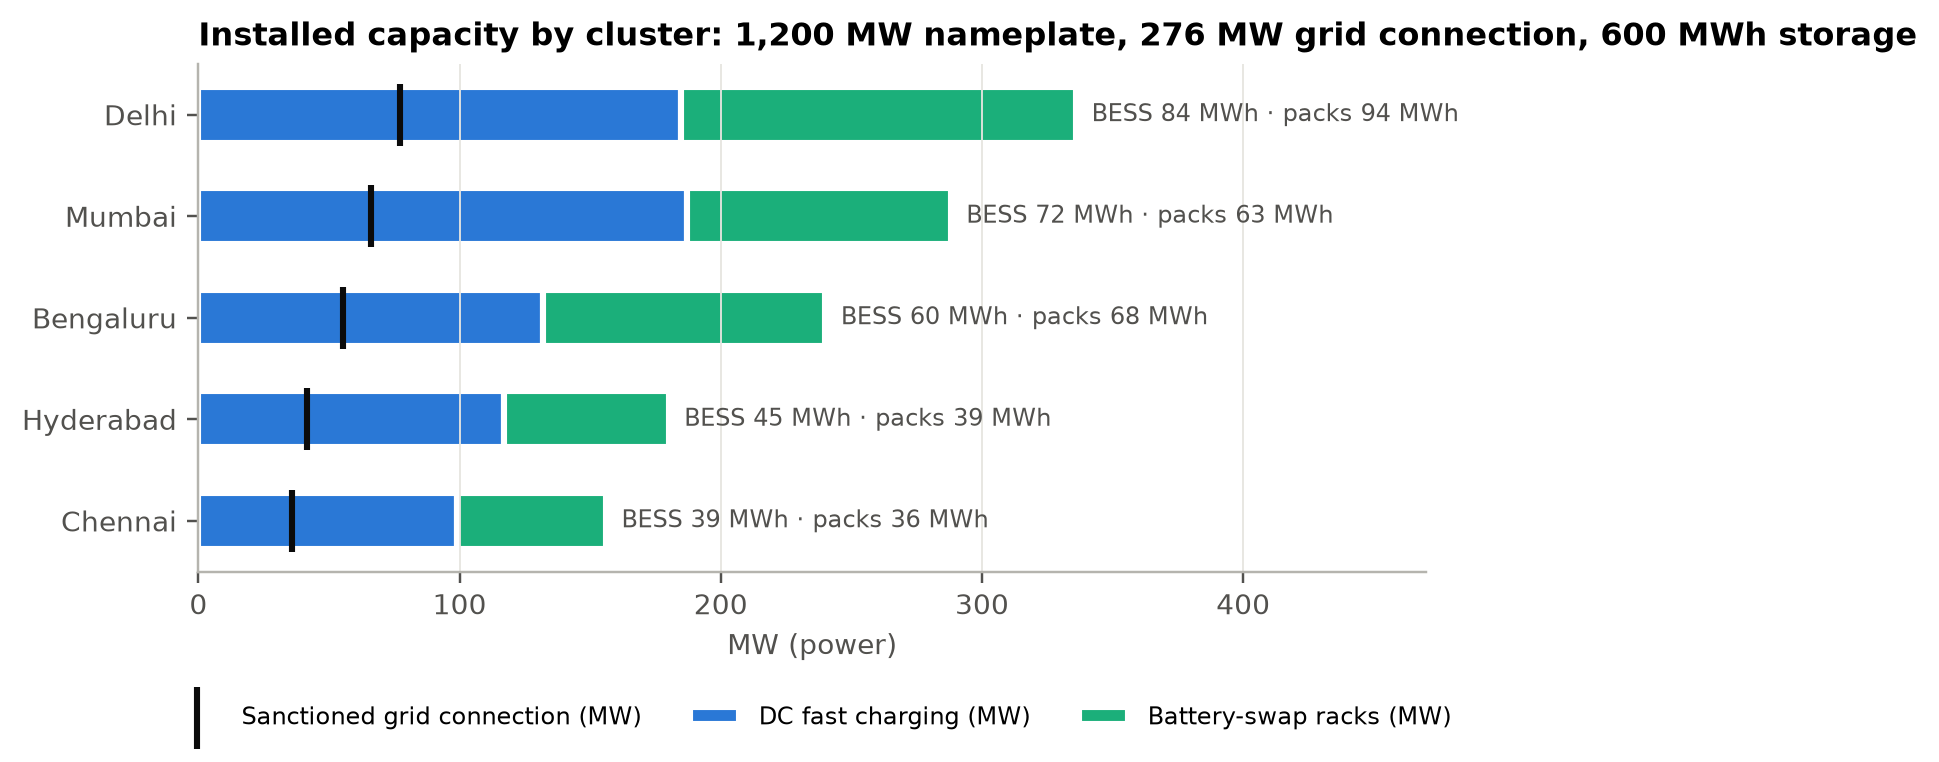 Installed capacity by cluster: 1,200 MW nameplate, 276 MW grid connection, 600 MWh storage
Delhi
BESS 84 MWh · packs 94 MWh
Mumbai
BESS 72 MWh · packs 63 MWh
Bengaluru
BESS 60 MWh · packs 68 MWh
Hyderabad
BESS 45 MWh · packs 39 MWh
Chennai
BESS 39 MWh · packs 36 MWh
0 100 200 300 400
MW (power)
Sanctioned grid connection (MW) DC fast charging (MW) Battery-swap racks (MW)